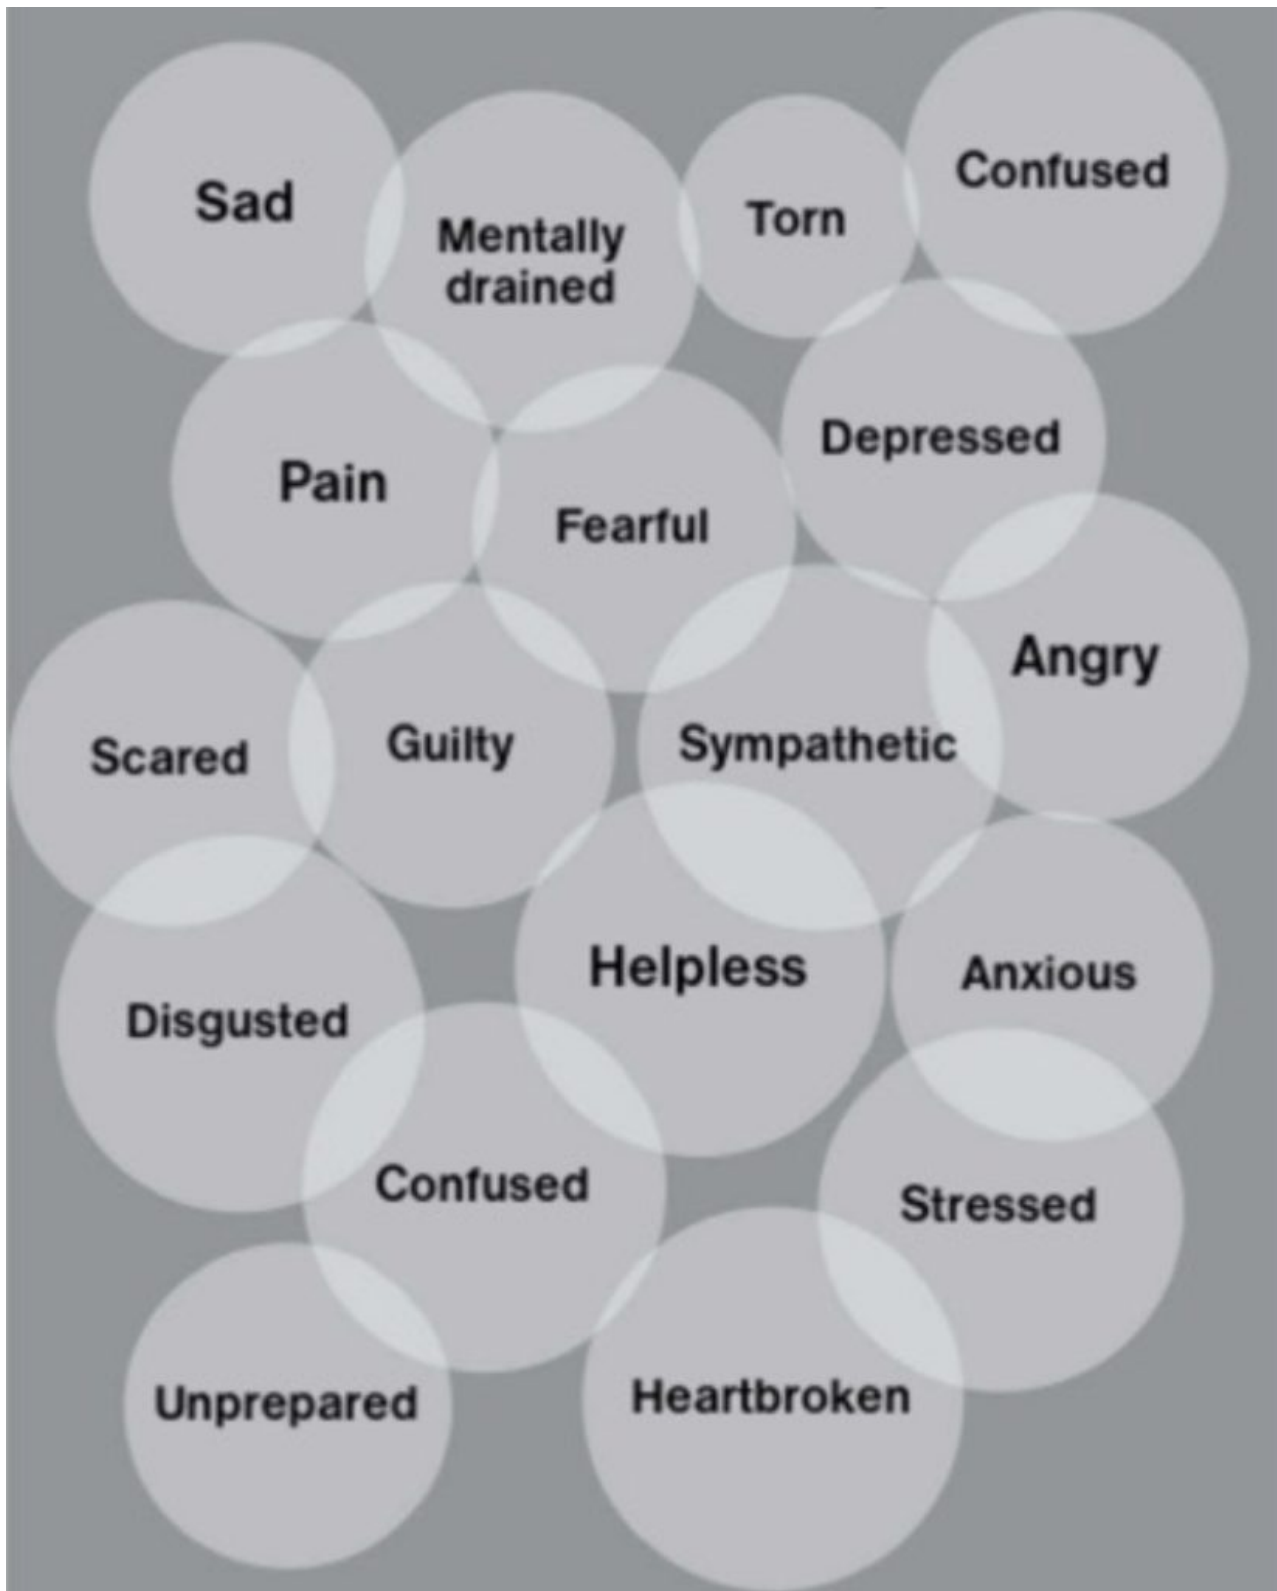 Sad
Mentally
drained
Torn
Confused
Pain
Fearful
Depressed
Scared
Guilty
Sympathetic
Angry
Disgusted
Helpless
Anxious
Confused
Stressed
Unprepared
Heartbroken